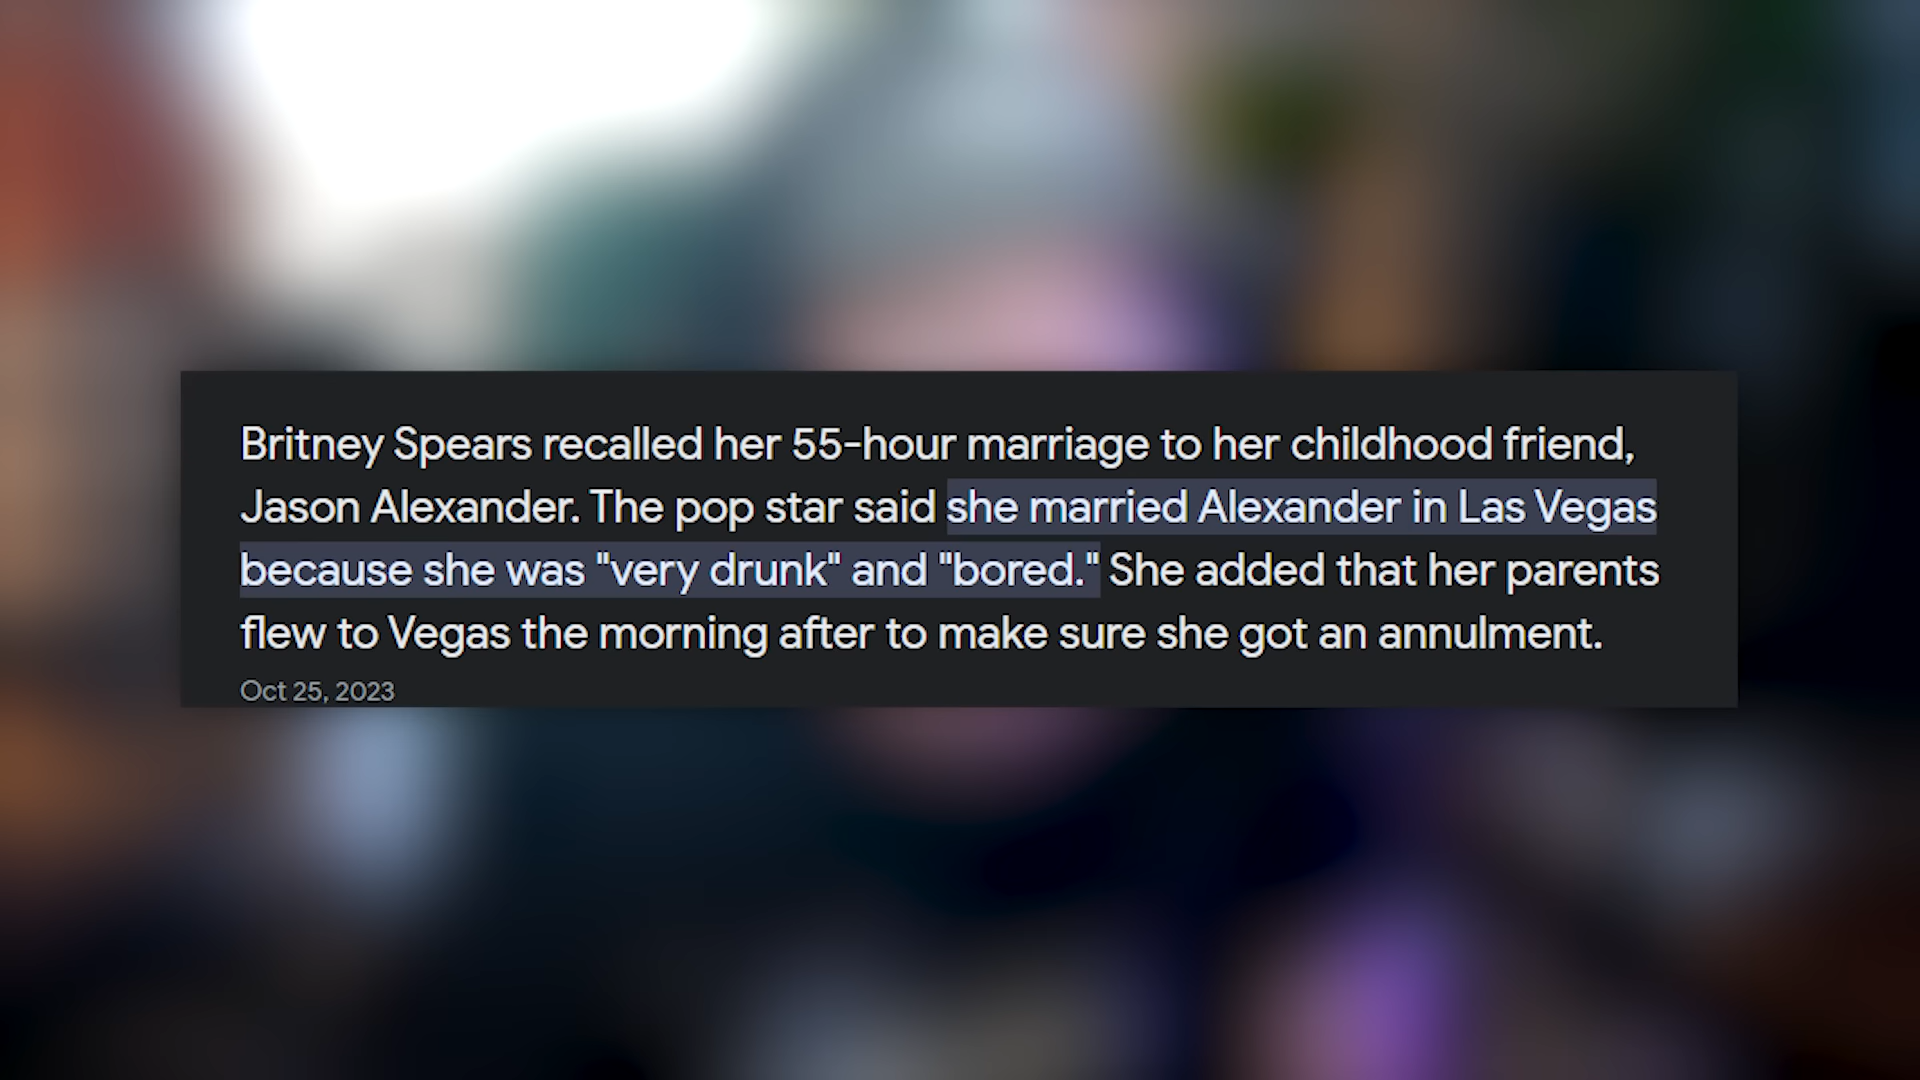 Britney Spears recalled her 55-hour marriage to her childhood friend,
Jason Alexander. The pop star said she married Alexander in Las Vegas
because she was "very drunk" and "bored." She added that her parents
flew to Vegas the morning after to make sure she got an annulment.
Oct 25, 2023